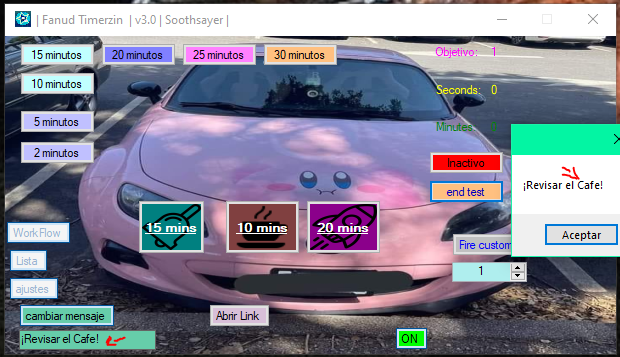 | Fanud Timerzin | v3.0 | Soothsayer |
15 minutos
20 minutos
25 minutos
30 minutos
Objetivo: 1
10 minutos
Seconds: 0
5 minutos
Minutes:
2 minutos
Inactivo
¡Revisar el Cafe!
end test
15 mins
10 mins
20 mins
Aceptar
WorkFlow
Fire custom
Lista
1
ajustes
cambiar mensaje
Abrir Link
¡Revisar el Cafe!
ON